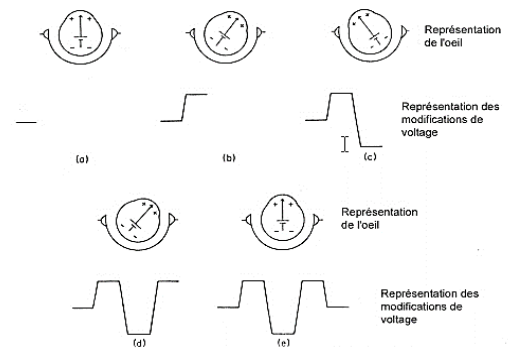 Représentation
de l'oeil
Représentation des
modifications de
voltage
(a)
(b)
(c)
Représentation
de l'oeil
Représentation des
modifications de
voltage
(d)
(e)